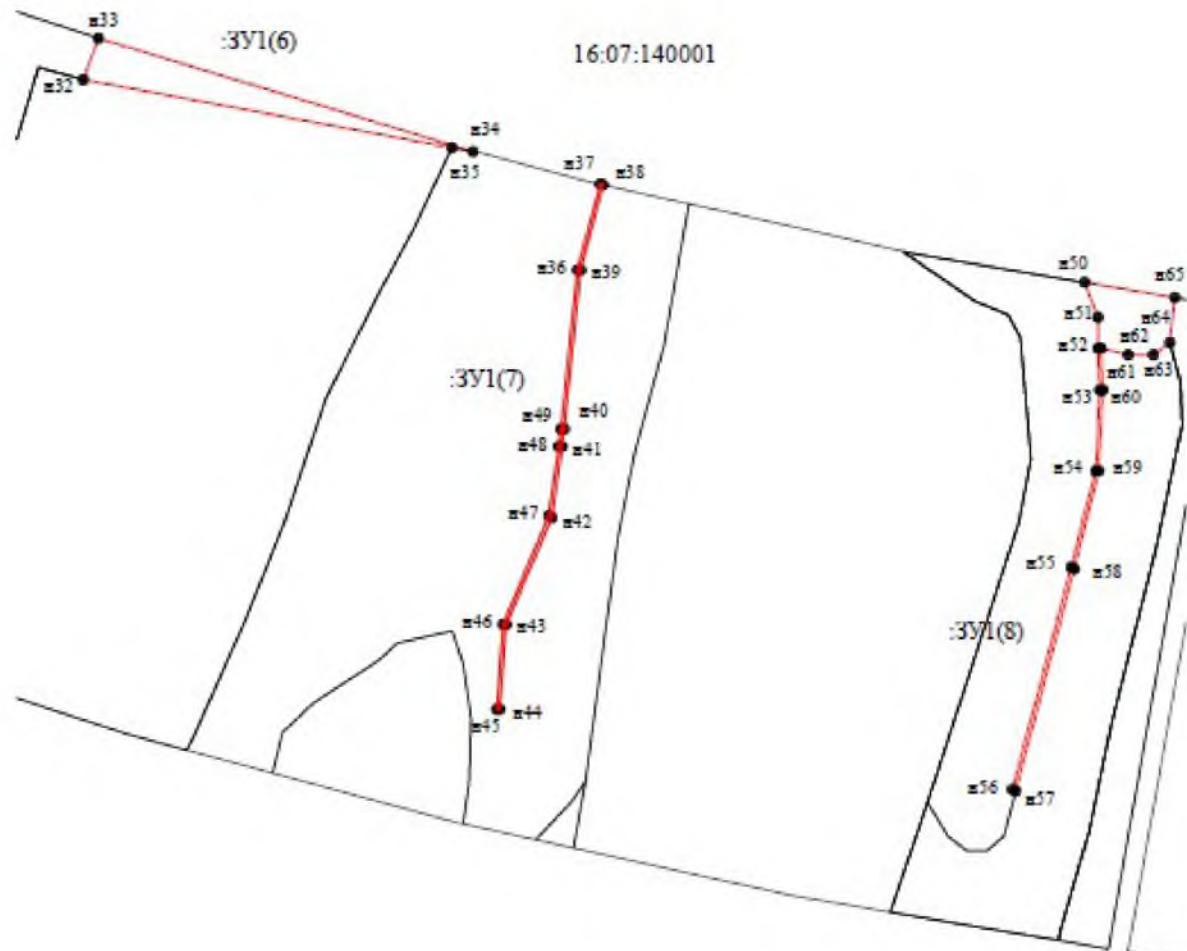 н33
:ЗУ1(6)
16:07:140001
н32
н34
н35
н37
н38
н36
н39
н50
н65
н51
н64
н52
н62
н61
н63
:ЗУ1(7)
н53
н60
н49
н40
н48
н41
н54
н59
н47
н42
н55
н58
н46
н43
:ЗУ1(8)
н45
н44
н56
н57